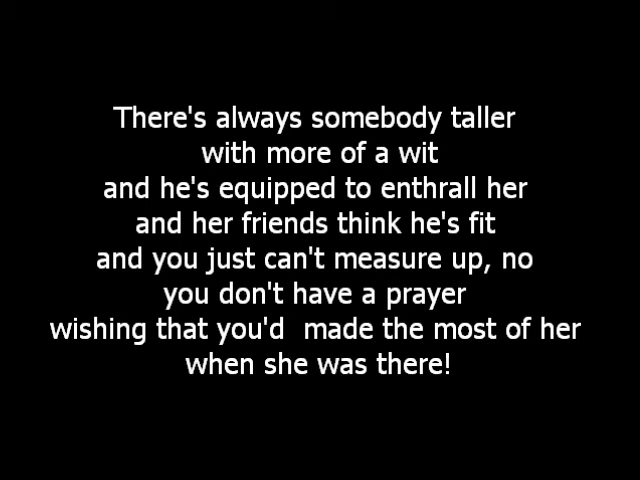 There's always somebody taller
with more of a wit
and he's equipped to enthrall her
and her friends think he's fit
and you just can't measure up, no
you don't have a prayer
wishing that you'd  made the most of her
when she was there!